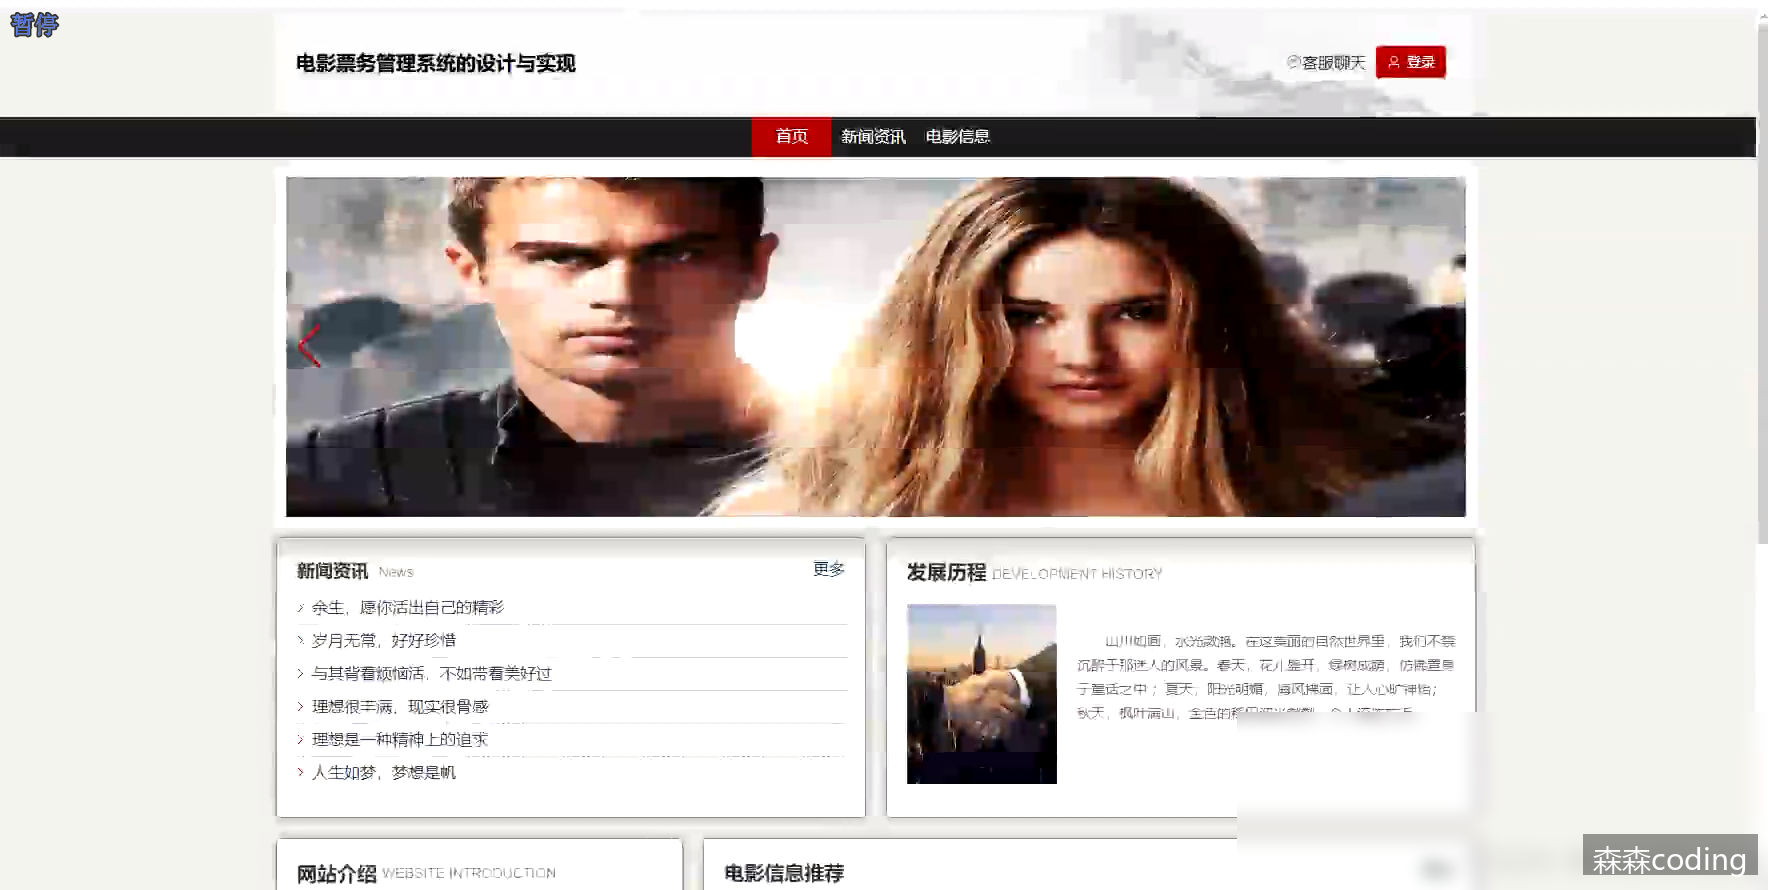 暂停
电影票务管理系统的设计与实现
客服聊天 登录
首页 新闻资讯 电影信息
新闻资讯 News 更多
余生，愿你活出自己的精彩
岁月无常，好好珍惜
与其背着烦恼活，不如带着美好过
理想很丰满，现实很骨感
理想是一种精神上的追求
人生如梦，梦想是帆
发展历程 DEVELOPMENT HISTORY
山川如画，水光潋滟。在这美丽的自然世界里，我们不禁
沉醉于那迷人的风景。春天，花儿盛开，绿树成荫，仿佛置身
于童话之中；夏天，阳光明媚，海风拂面，让人心旷神怡；
秋天，枫叶满山，金色的
网站介绍 WEBSITE INTRODUCTION
电影信息推荐
森森coding